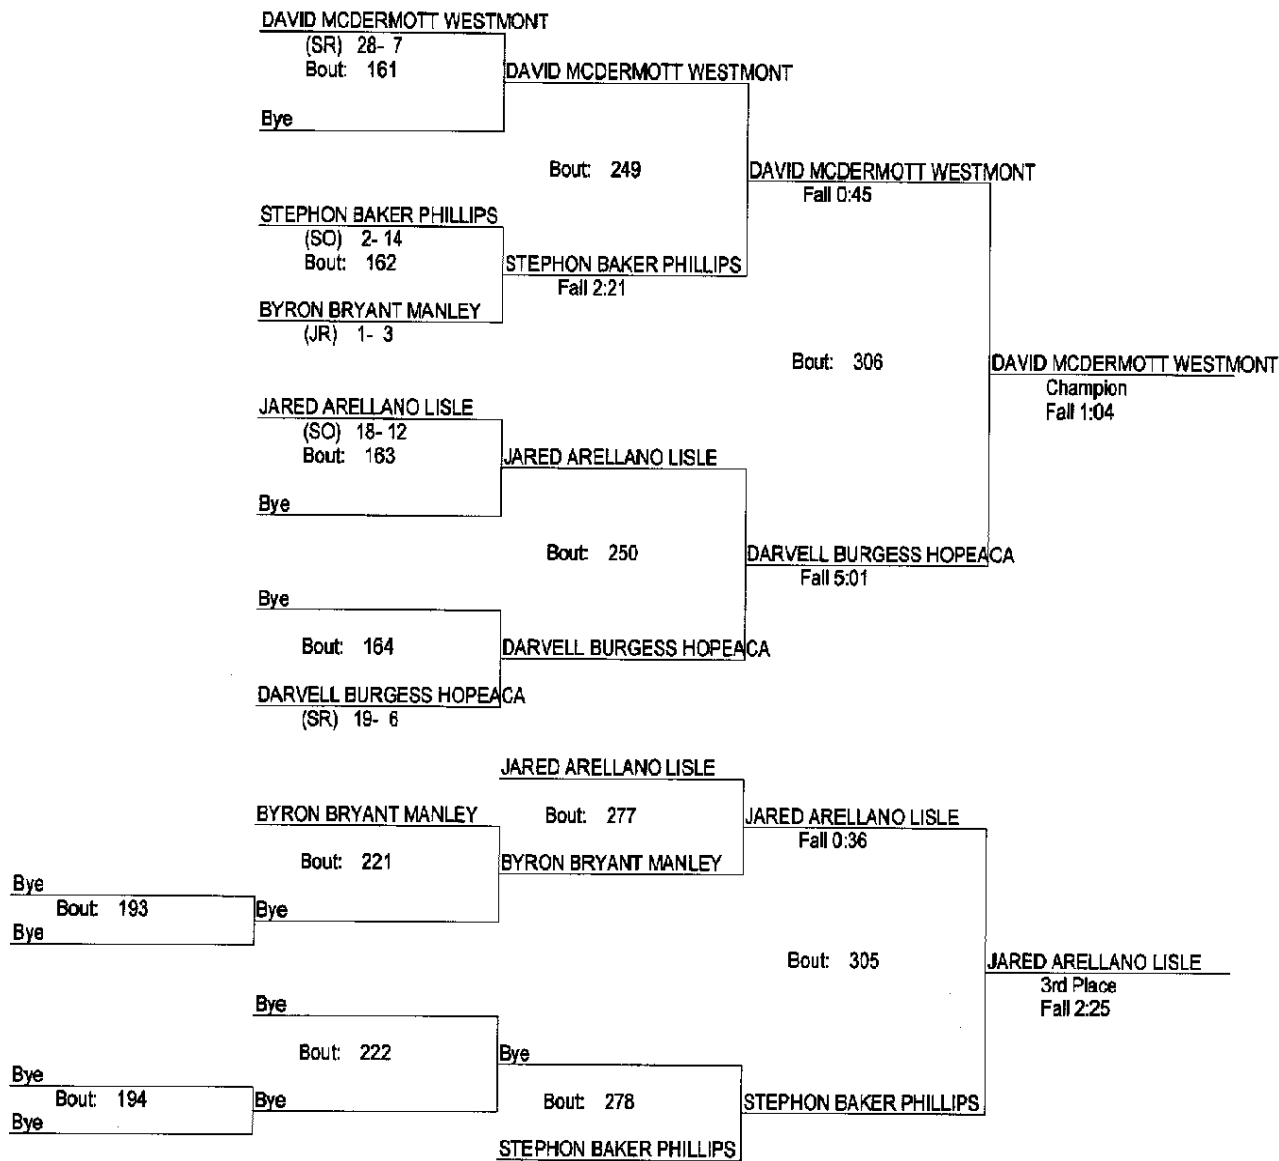 DAVID MCDERMOTT WESTMONT
(SR) 28- 7
Bout: 161
DAVID MCDERMOTT WESTMONT
Bye
Bout: 249
DAVID MCDERMOTT WESTMONT
Fall 0:45
STEPHON BAKER PHILLIPS
(SO) 2- 14
Bout: 162
STEPHON BAKER PHILLIPS
Fall 2:21
BYRON BRYANT MANLEY
(JR) 1- 3
Bout: 306
DAVID MCDERMOTT WESTMONT
Champion
Fall 1:04
JARED ARELLANO LISLE
(SO) 18- 12
Bout: 163
JARED ARELLANO LISLE
Bye
Bout: 250
DARVELL BURGESS HOPEACA
Fall 5:01
Bye
Bout: 164
DARVELL BURGESS HOPEACA
DARVELL BURGESS HOPEACA
(SR) 19- 6
JARED ARELLANO LISLE
BYRON BRYANT MANLEY
Bout: 277
JARED ARELLANO LISLE
Fall 0:36
Bout: 221
BYRON BRYANT MANLEY
Bye
Bout: 193
Bye
Bye
Bout: 305
JARED ARELLANO LISLE
3rd Place
Fall 2:25
Bye
Bout: 222
Bye
Bye
Bout: 194
Bye
Bye
Bout: 278
STEPHON BAKER PHILLIPS
STEPHON BAKER PHILLIPS